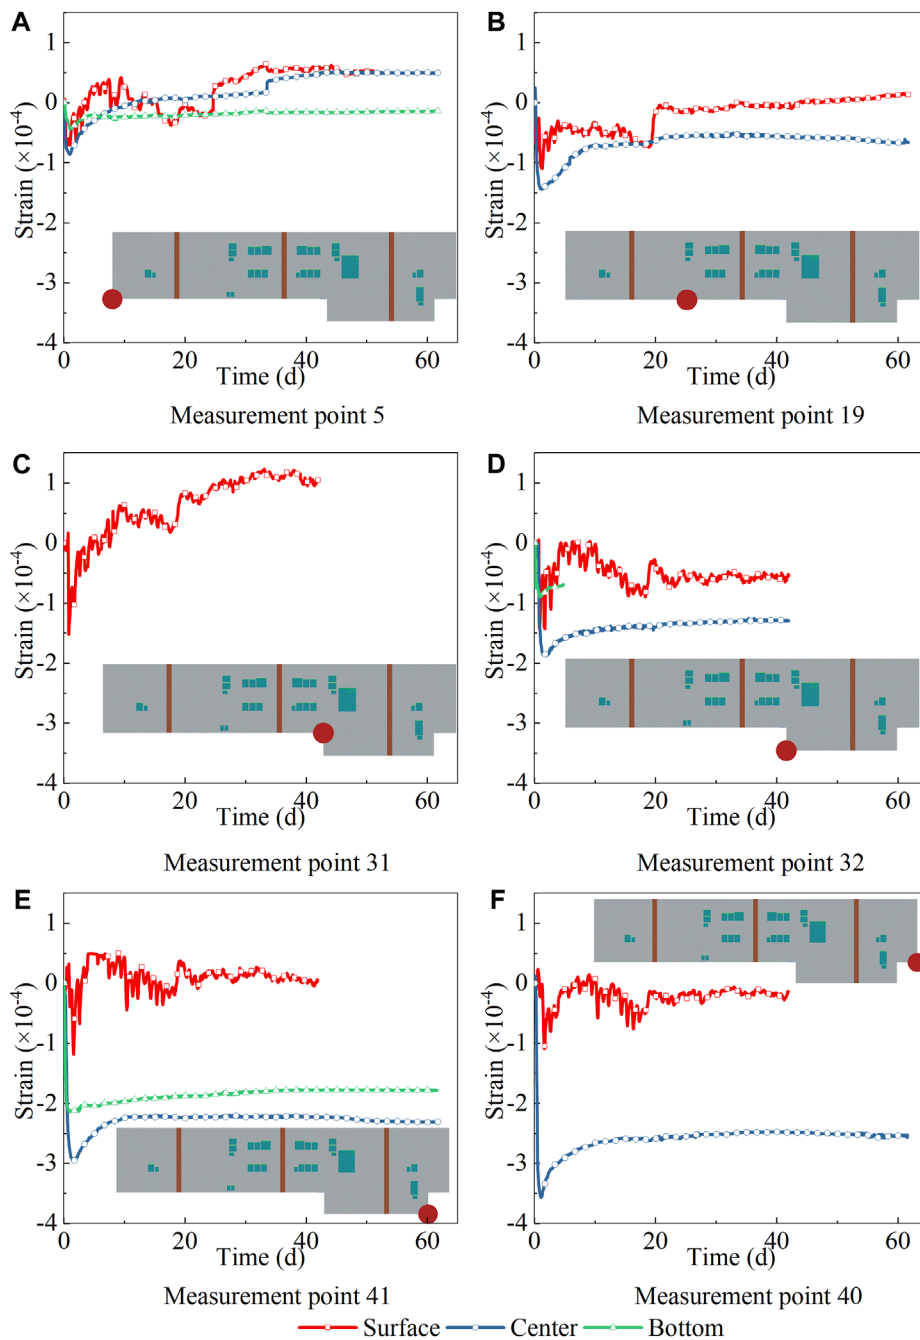 A
B
1
0
-1
-2
-3
-4
Strain (×10-4)
0
20
40
60
Time (d)
1
0
-1
-2
-3
-4
Strain (×10-4)
0
20
40
60
Time (d)
Measurement point 5
Measurement point 19
C
D
1
0
-1
-2
-3
-4
Strain (×10-4)
0
20
40
60
Time (d)
1
0
-1
-2
-3
-4
Strain (×10-4)
0
20
40
60
Time (d)
Measurement point 31
Measurement point 32
E
F
1
0
-1
-2
-3
-4
Strain (×10-4)
0
20
40
60
Time (d)
1
0
-1
-2
-3
-4
Strain (×10-4)
0
20
40
60
Time (d)
Measurement point 41
Measurement point 40
Surface Center Bottom